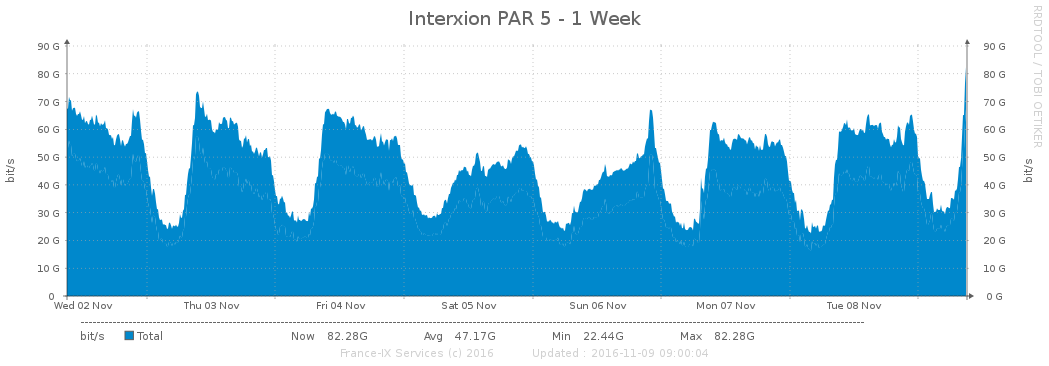 Interxion PAR 5 - 1 Week
RRDTOOL / TOBI OETIKER
bit/s
90 G
80 G
70 G
60 G
50 G
40 G
30 G
20 G
10 G
0
90 G
80 G
70 G
60 G
50 G
40 G
30 G
20 G
10 G
0 G
bit/s
Wed 02 Nov Thu 03 Nov Fri 04 Nov Sat 05 Nov Sun 06 Nov Mon 07 Nov Tue 08 Nov
bit/s Total Now 82.28G Avg 47.17G Min 22.44G Max 82.28G
France-IX Services (c) 2016 Updated : 2016-11-09 09:00:04